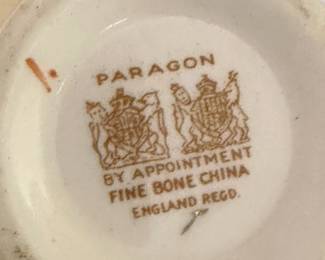 PARAGON
BY APPOINTMENT
FINE BONE CHINA
ENGLAND REGD.